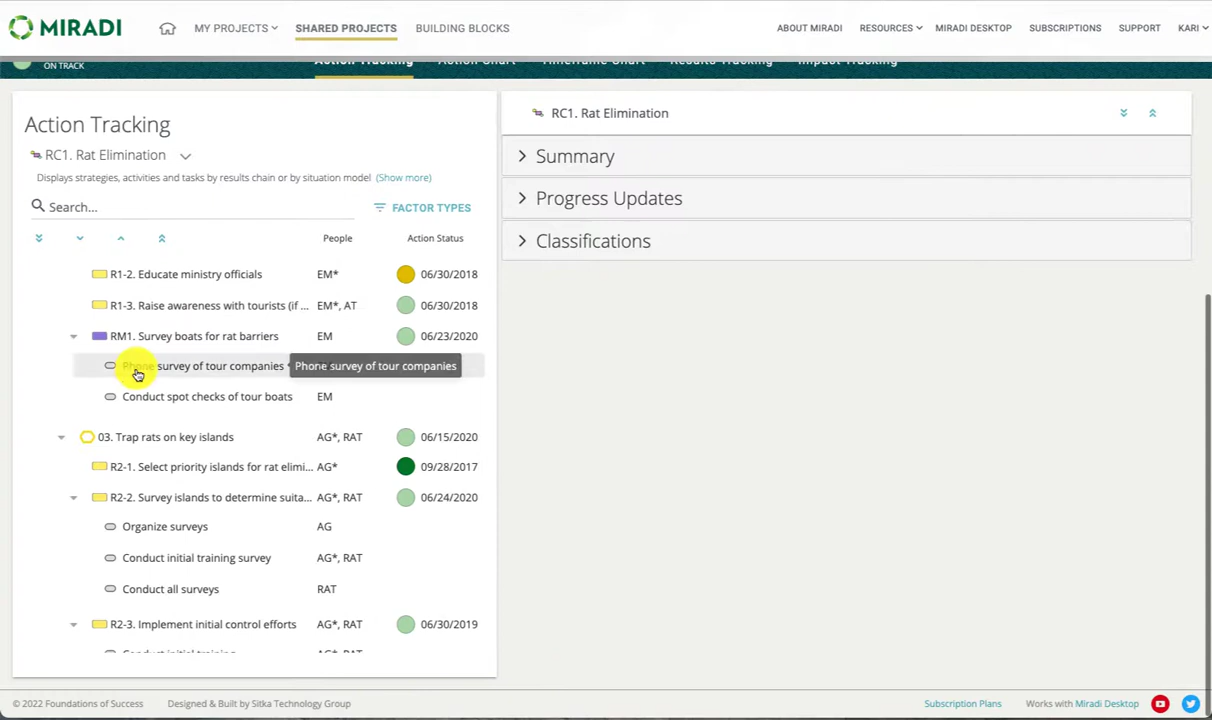 MIRADI
MY PROJECTS
SHARED PROJECTS
BUILDING BLOCKS
ABOUT MIRADI
RESOURCES
MIRADI DESKTOP
SUBSCRIPTIONS
SUPPORT
KARI
ON TRACK
Action Tracking
Action Chart
Timeframe Chart
Results Tracking
Impact Tracking
Action Tracking
RC1. Rat Elimination
Displays strategies, activities and tasks by results chain or by situation model (Show more)
Search...
FACTOR TYPES
People Action Status
R1-2. Educate ministry officials EM* 06/30/2018
R1-3. Raise awareness with tourists (if ... EM*, AT 06/30/2018
RM1. Survey boats for rat barriers EM 06/23/2020
Phone survey of tour companies Phone survey of tour companies
Conduct spot checks of tour boats EM
03. Trap rats on key islands AG*, RAT 06/15/2020
R2-1. Select priority islands for rat elimi... AG* 09/28/2017
R2-2. Survey islands to determine suita... AG*, RAT 06/24/2020
Organize surveys AG
Conduct initial training survey AG*, RAT
Conduct all surveys RAT
R2-3. Implement initial control efforts AG*, RAT 06/30/2019
Conduct initial training AG*, RAT
RC1. Rat Elimination
Summary
Progress Updates
Classifications
© 2022 Foundations of Success
Designed & Built by Sitka Technology Group
Subscription Plans
Works with Miradi Desktop